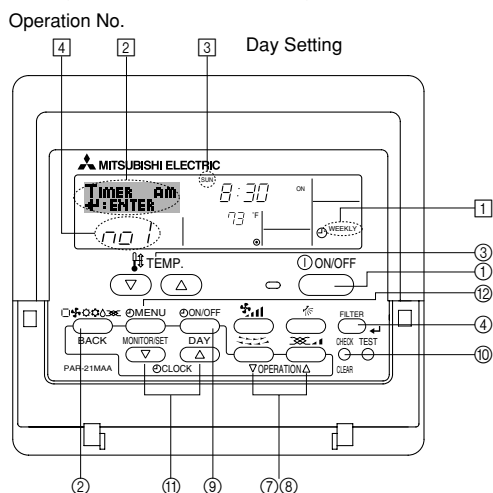 Operation No.
4 2 3 Day Setting
MITSUBISHI ELECTRIC
TIMER AM
↵:ENTER
SUN
8:30
ON
73 °F
no 1
WEEKLY
1
TEMP.
ON/OFF
③
①
⑫
MENU
ON/OFF
FILTER
④
BACK
MONITOR/SET
DAY
CHECK
TEST
⑩
PAR-21MAA
CLOCK
OPERATION
CLEAR
② ⑪ ⑨ ⑦⑧